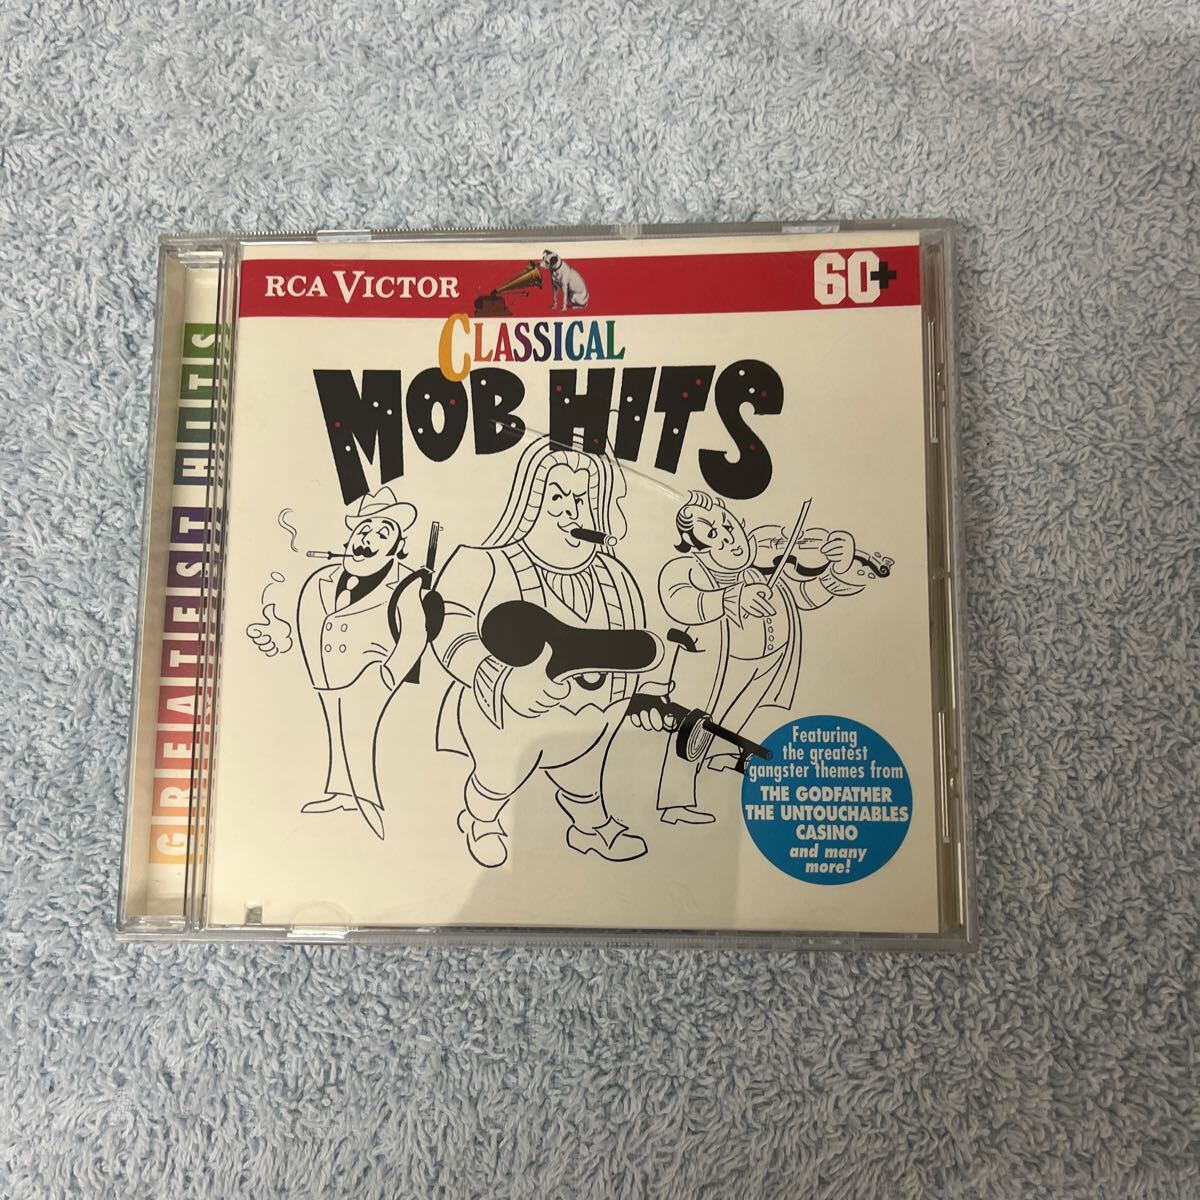 RCA VICTOR
60+
CLASSICAL
MOB HITS
GREATEST HITS
Featuring
the greatest
gangster themes from
THE GODFATHER
THE UNTOUCHABLES
CASINO
and many
more!